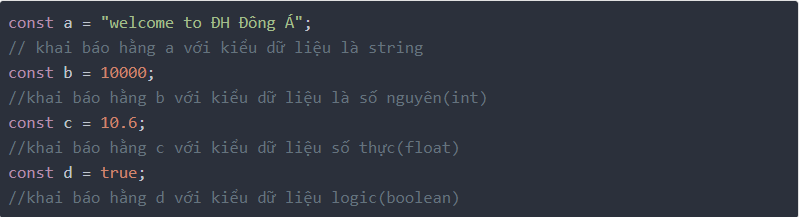 const a = "welcome to ĐH Đông Á";
// khai báo hằng a với kiểu dữ liệu là string
const b = 10000;
//khai báo hằng b với kiểu dữ liệu là số nguyên(int)
const c = 10.6;
//khai báo hằng c với kiểu dữ liệu số thực(float)
const d = true;
//khai báo hằng d với kiểu dữ liệu logic(boolean)